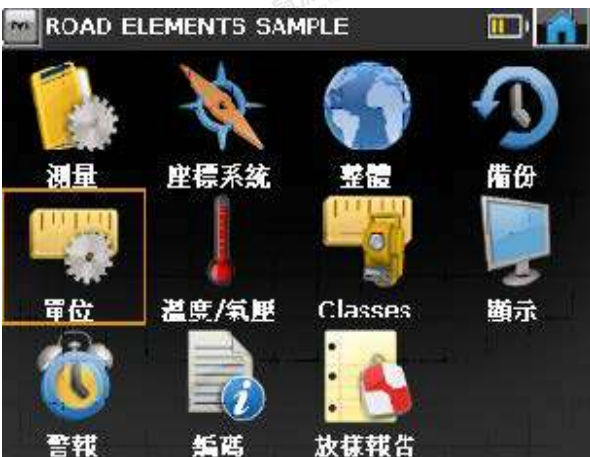 ROAD ELEMENTS SAMPLE
測量 座標系統 整體 備份
單位 溫度/氣壓 Classes 顯示
警報 編碼 放樣報告